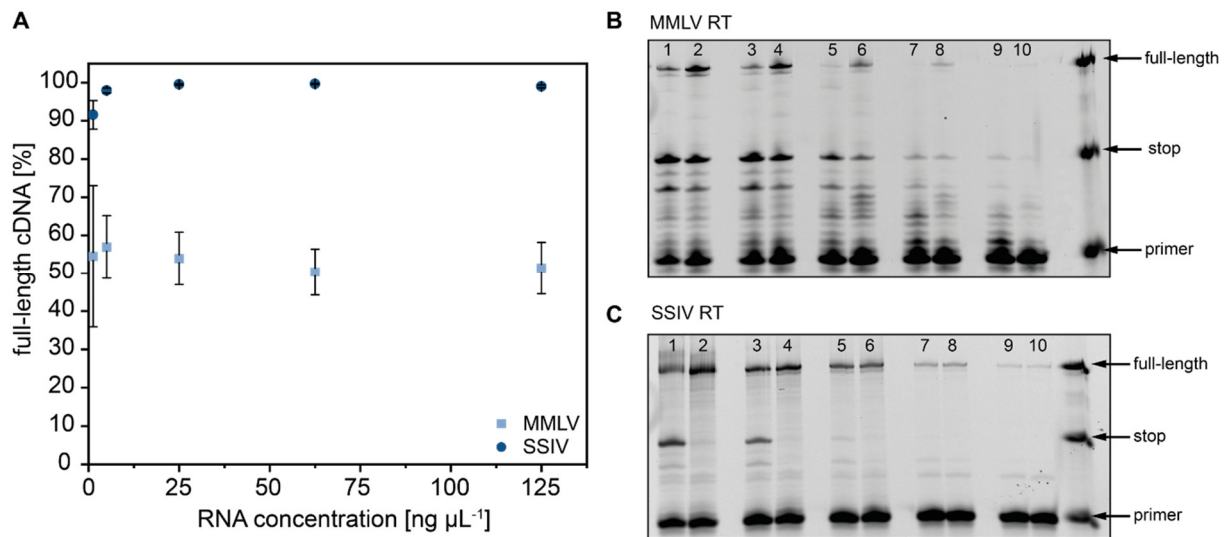 A
full-length cDNA [%]
100
90
80
70
60
50
40
30
20
10
0
0 25 50 75 100 125
RNA concentration [ng µL⁻¹]
MMLV
SSIV
B MMLV RT
1 2 3 4 5 6 7 8 9 10
full-length
stop
primer
C SSIV RT
1 2 3 4 5 6 7 8 9 10
full-length
stop
primer